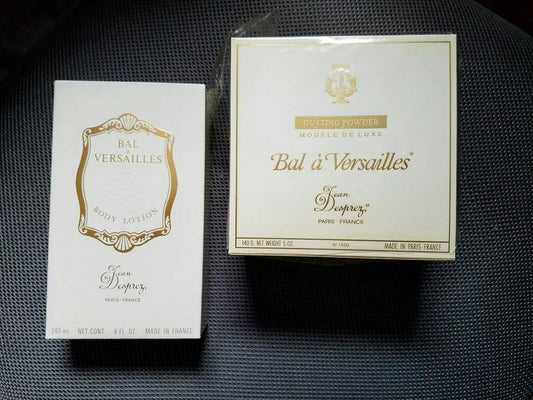 BAL
à
VERSAILLES
BODY LOTION
Jean
Desprez
PARIS - FRANCE
240 ml. NET CONT. 8 FL. OZ. MADE IN FRANCE
DUSTING POWDER
MODÈLE DE LUXE
Bal à Versailles®
Jean
Desprez®
PARIS - FRANCE
140 G. NET WEIGHT 5 OZ.
MADE IN PARIS FRANCE